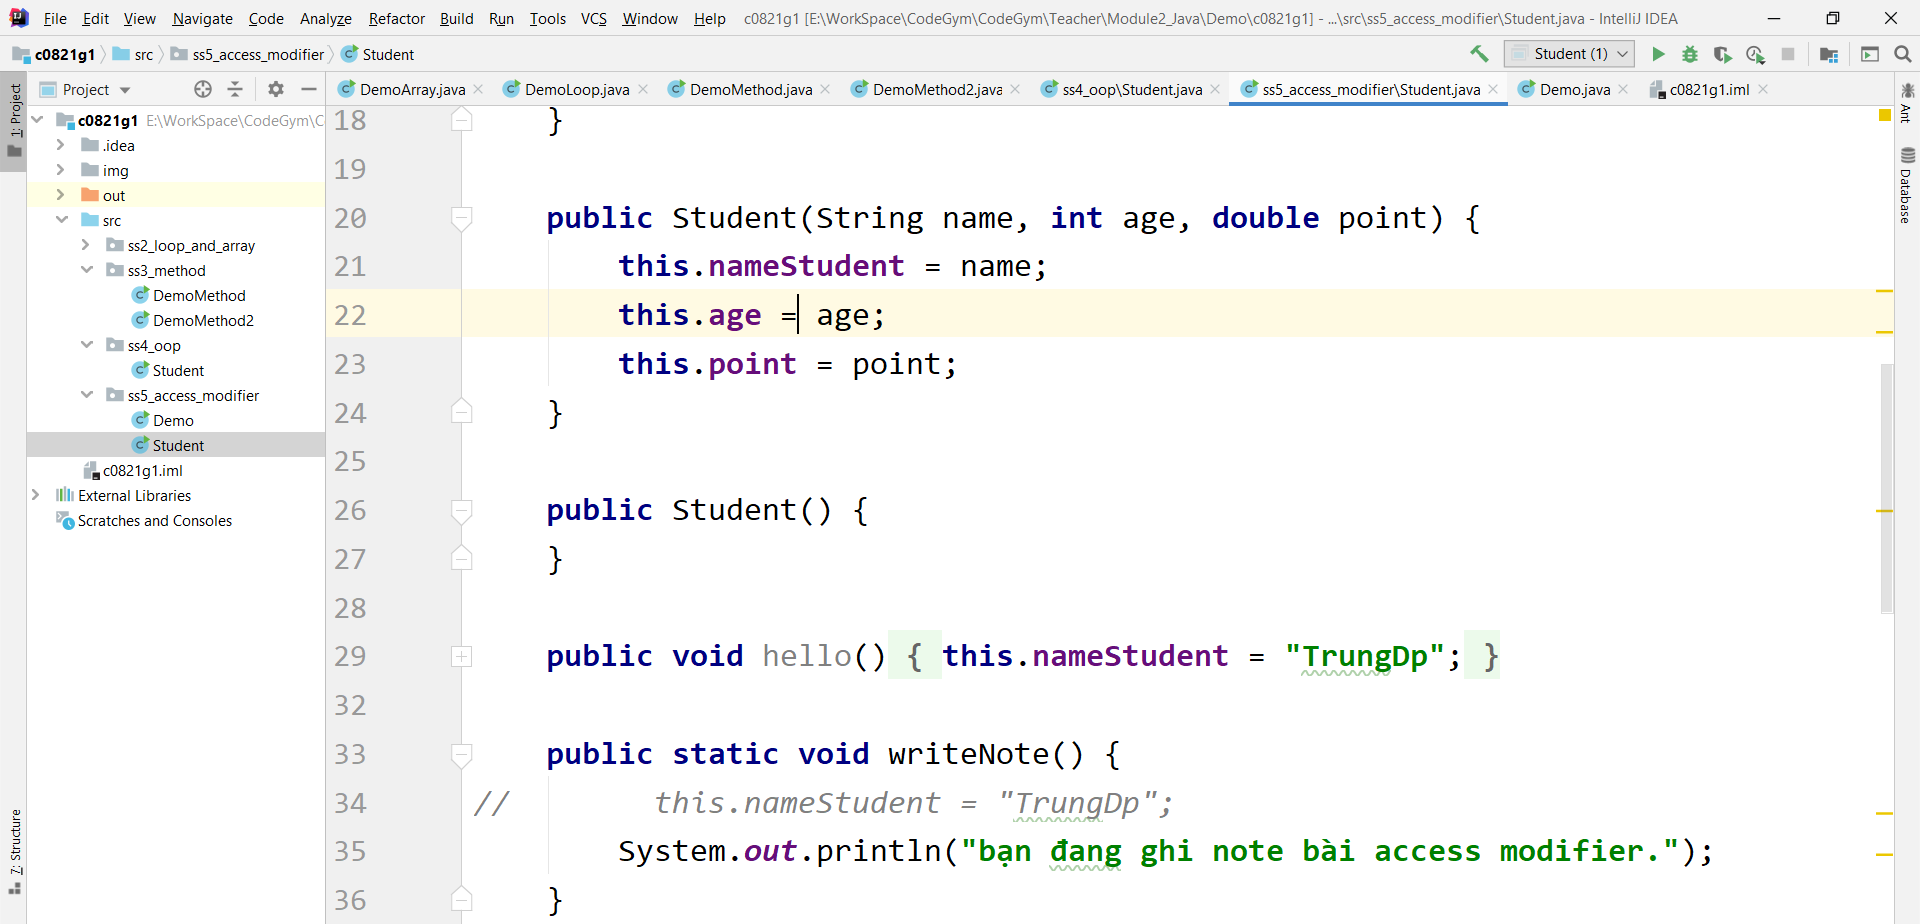 File Edit View Navigate Code Analyze Refactor Build Run Tools VCS Window Help c0821g1 [E:\WorkSpace\CodeGym\CodeGym\Teacher\Module2_Java\Demo\c0821g1] - ...\src\ss5_access_modifier\Student.java - IntelliJ IDEA
c0821g1 src ss5_access_modifier Student Student (1)
Project DemoArray.java DemoLoop.java DemoMethod.java DemoMethod2.java ss4_oop\Student.java ss5_access_modifier\Student.java Demo.java c0821g1.iml
1: Project
7: Structure
c0821g1 E:\WorkSpace\CodeGym\C
.idea
img
out
src
ss2_loop_and_array
ss3_method
DemoMethod
DemoMethod2
ss4_oop
Student
ss5_access_modifier
Demo
Student
c0821g1.iml
External Libraries
Scratches and Consoles
18 }
19
20 public Student(String name, int age, double point) {
21 this.nameStudent = name;
22 this.age = age;
23 this.point = point;
24 }
25
26 public Student() {
27 }
28
29 public void hello() { this.nameStudent = "TrungDp"; }
32
33 public static void writeNote() {
34 // this.nameStudent = "TrungDp";
35 System.out.println("bạn đang ghi note bài access modifier.");
36 }
Ant
Database